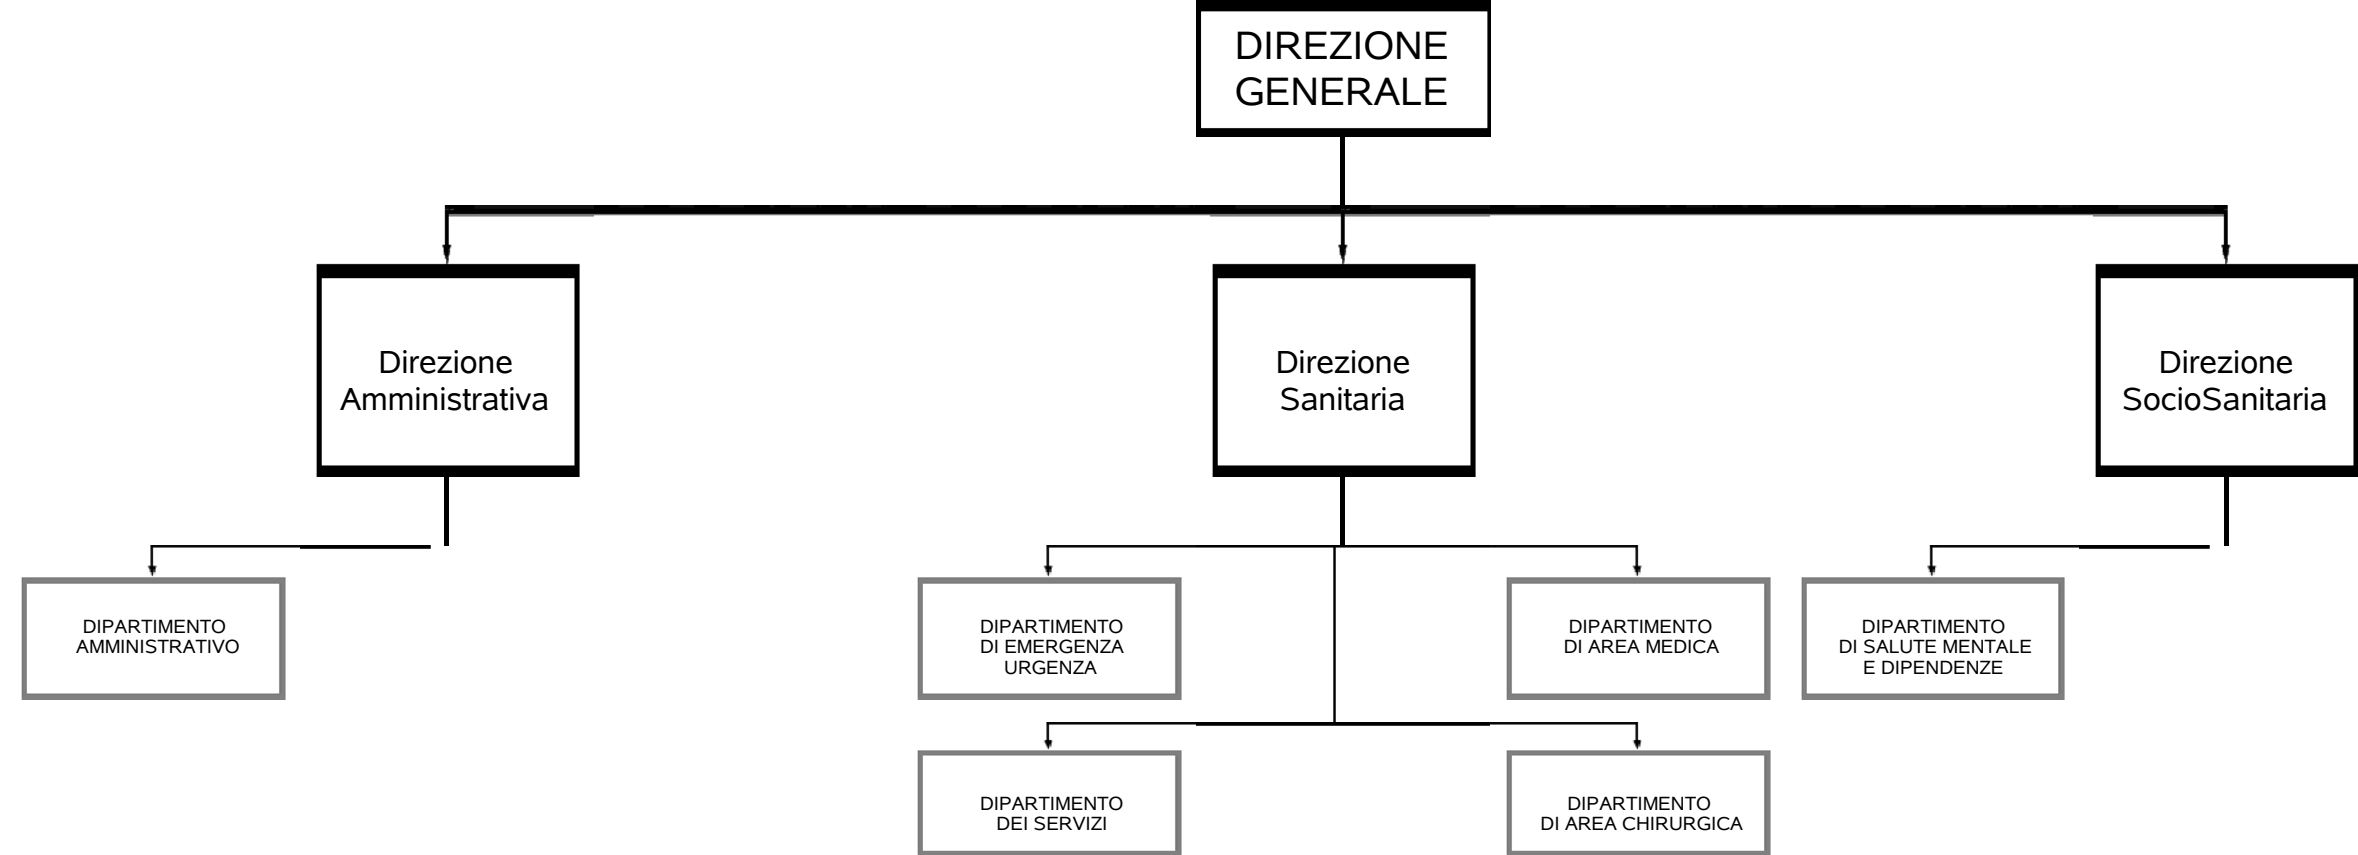 DIREZIONE
GENERALE
Direzione
Amministrativa
Direzione
Sanitaria
Direzione
SocioSanitaria
DIPARTIMENTO
AMMINISTRATIVO
DIPARTIMENTO
DI EMERGENZA
URGENZA
DIPARTIMENTO
DI AREA MEDICA
DIPARTIMENTO
DI SALUTE MENTALE
E DIPENDENZE
DIPARTIMENTO
DEI SERVIZI
DIPARTIMENTO
DI AREA CHIRURGICA